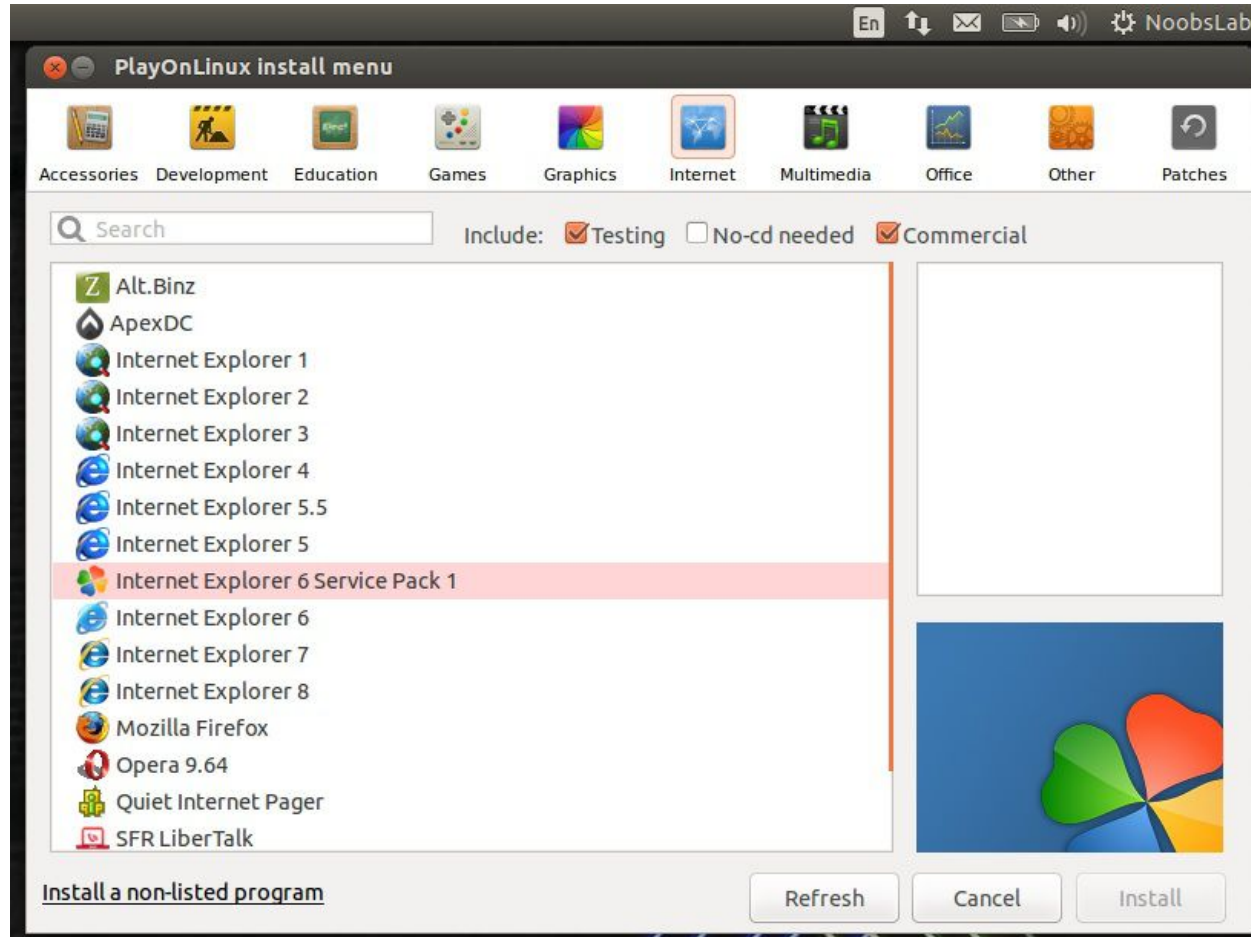 En NoobsLab
PlayOnLinux install menu
Accessories Development Education Games Graphics Internet Multimedia Office Other Patches
Search Include: Testing No-cd needed Commercial
Alt.Binz
ApexDC
Internet Explorer 1
Internet Explorer 2
Internet Explorer 3
Internet Explorer 4
Internet Explorer 5.5
Internet Explorer 5
Internet Explorer 6 Service Pack 1
Internet Explorer 6
Internet Explorer 7
Internet Explorer 8
Mozilla Firefox
Opera 9.64
Quiet Internet Pager
SFR LiberTalk
Install a non-listed program Refresh Cancel Install